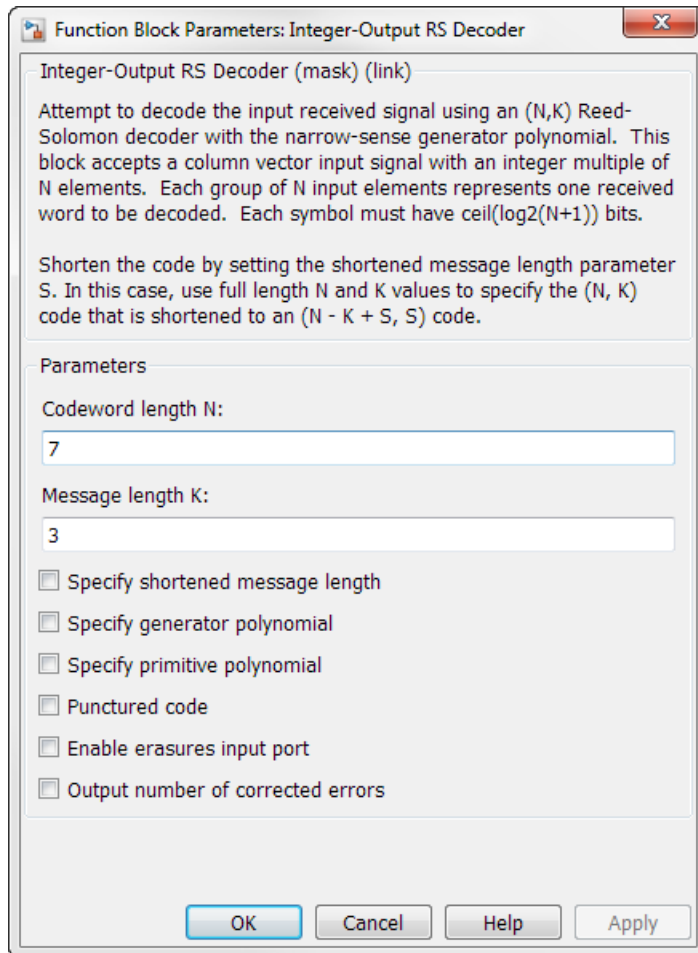 Function Block Parameters: Integer-Output RS Decoder
Integer-Output RS Decoder (mask) (link)
Attempt to decode the input received signal using an (N,K) Reed-
Solomon decoder with the narrow-sense generator polynomial.  This
block accepts a column vector input signal with an integer multiple of
N elements.  Each group of N input elements represents one received
word to be decoded.  Each symbol must have ceil(log2(N+1)) bits.
Shorten the code by setting the shortened message length parameter
S. In this case, use full length N and K values to specify the (N, K)
code that is shortened to an (N - K + S, S) code.
Parameters
Codeword length N:
7
Message length K:
3
Specify shortened message length
Specify generator polynomial
Specify primitive polynomial
Punctured code
Enable erasures input port
Output number of corrected errors
OK Cancel Help Apply